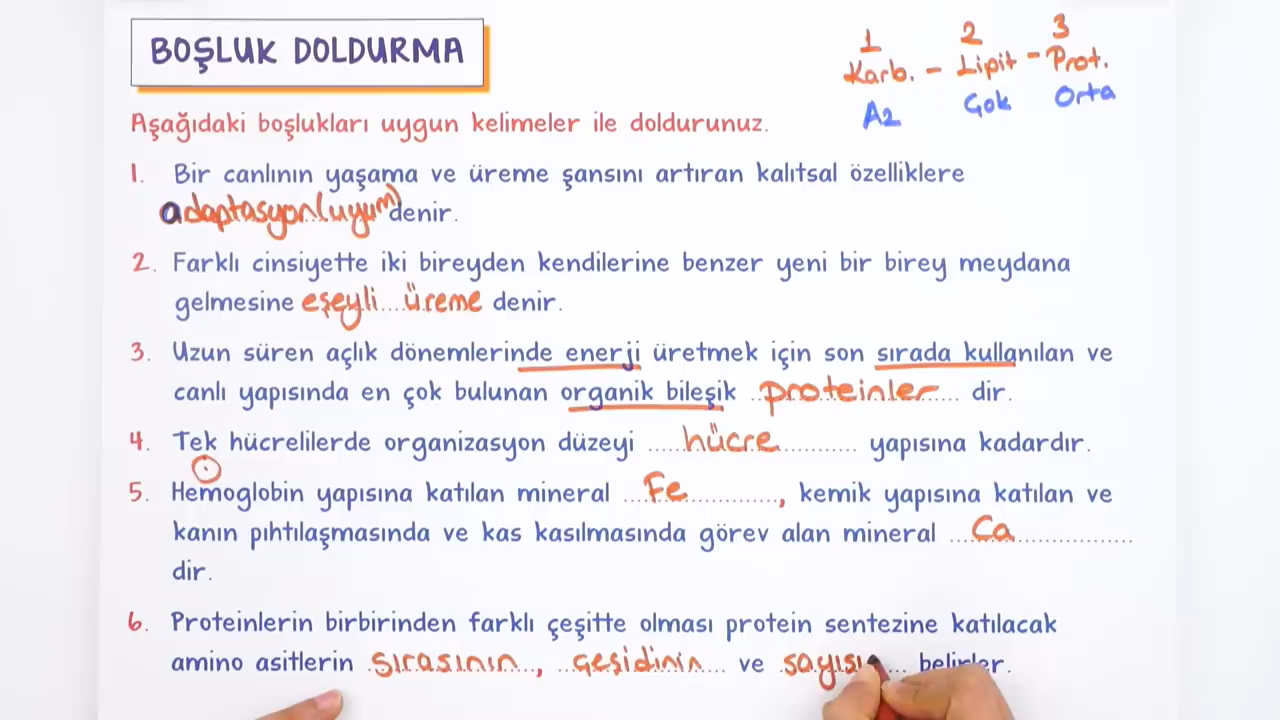 BOŞLUK DOLDURMA
1 2 3
Karb. - Lipit - Prot.
Az Çok Orta
Aşağıdaki boşlukları uygun kelimeler ile doldurunuz.
1. Bir canlının yaşama ve üreme şansını artıran kalıtsal özelliklere
adaptasyon(uyum) denir.
2. Farklı cinsiyette iki bireyden kendilerine benzer yeni bir birey meydana
gelmesine eşeyli....üreme denir.
3. Uzun süren açlık dönemlerinde enerji üretmek için son sırada kullanılan ve
canlı yapısında en çok bulunan organik bileşik ...proteinler.... dir.
4. Tek hücrelilerde organizasyon düzeyi .....hücre............ yapısına kadardır.
5. Hemoglobin yapısına katılan mineral ...Fe............, kemik yapısına katılan ve
kanın pıhtılaşmasında ve kas kasılmasında görev alan mineral ...Ca..................
dir.
6. Proteinlerin birbirinden farklı çeşitte olması protein sentezine katılacak
amino asitlerin ..sırasının.., ..çeşidinin.... ve ..sayısı.... belirler.